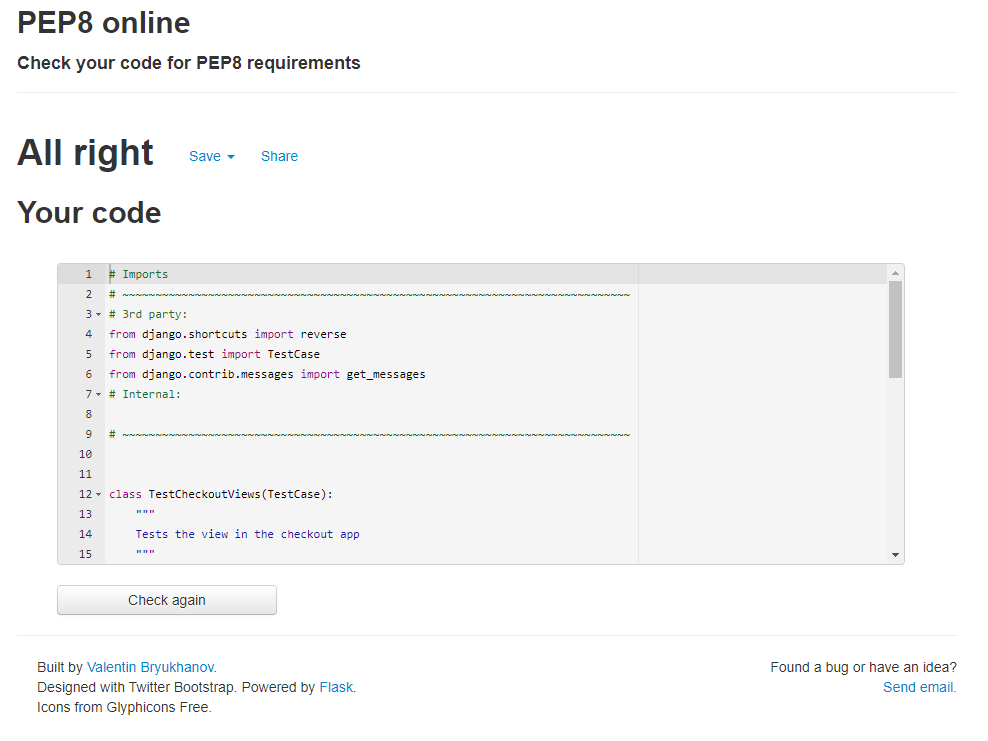 PEP8 online
Check your code for PEP8 requirements
All right Save Share
Your code
1 # Imports
2 # ~~~~~~~~~~~~~~~~~~~~~~~~~~~~~~~~~~~~~~~~~~~~~~~~~~~~~~~~~~~~~~~~~~~~~~~~~~~~~
3 # 3rd party:
4 from django.shortcuts import reverse
5 from django.test import TestCase
6 from django.contrib.messages import get_messages
7 # Internal:
8
9 # ~~~~~~~~~~~~~~~~~~~~~~~~~~~~~~~~~~~~~~~~~~~~~~~~~~~~~~~~~~~~~~~~~~~~~~~~~~~~~
10
11
12 class TestCheckoutViews(TestCase):
13     """
14     Tests the view in the checkout app
15     """
Check again
Built by Valentin Bryukhanov.
Designed with Twitter Bootstrap. Powered by Flask.
Icons from Glyphicons Free.
Found a bug or have an idea?
Send email.